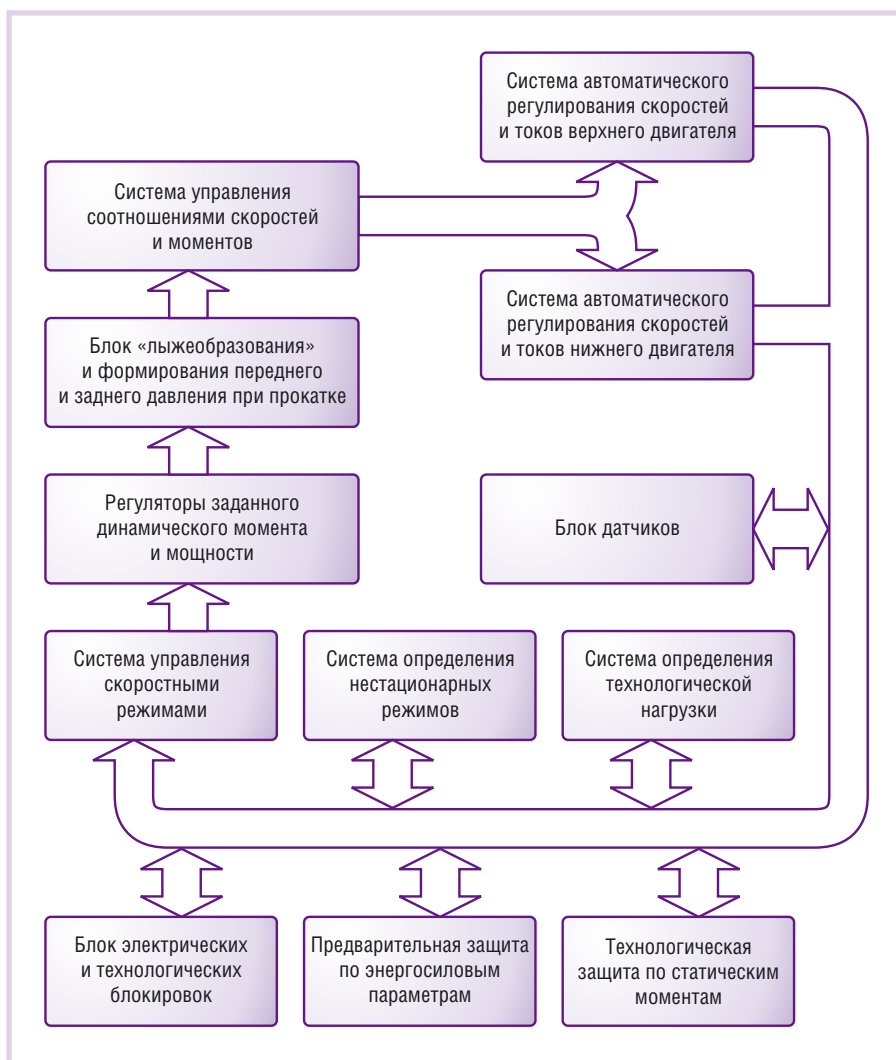 Система автоматического
регулирования скоростей
и токов верхнего двигателя
Система управления
соотношениями скоростей
и моментов
Система автоматического
регулирования скоростей
и токов нижнего двигателя
Блок «лыжеобразования»
и формирования переднего
и заднего давления при прокатке
Регуляторы заданного
динамического момента
и мощности
Блок датчиков
Система управления
скоростными
режимами
Система определения
нестационарных
режимов
Система определения
технологической
нагрузки
Блок электрических
и технологических
блокировок
Предварительная защита
по энергосиловым
параметрам
Технологическая
защита по статическим
моментам